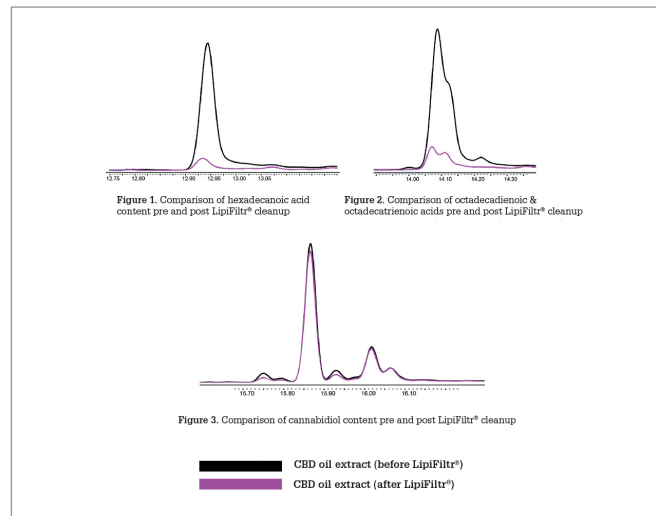 12.75 12.80 12.90 12.95 13.00 13.05
14.00 14.10 14.20 14.30
Figure 1. Comparison of hexadecanoic acid
content pre and post LipiFiltr® cleanup
Figure 2. Comparison of octadecadienoic &
octadecatrienoic acids pre and post LipiFiltr® cleanup
15.70 15.80 15.90 16.00 16.10
Figure 3. Comparison of cannabidiol content pre and post LipiFiltr® cleanup
CBD oil extract (before LipiFiltr®)
CBD oil extract (after LipiFiltr®)